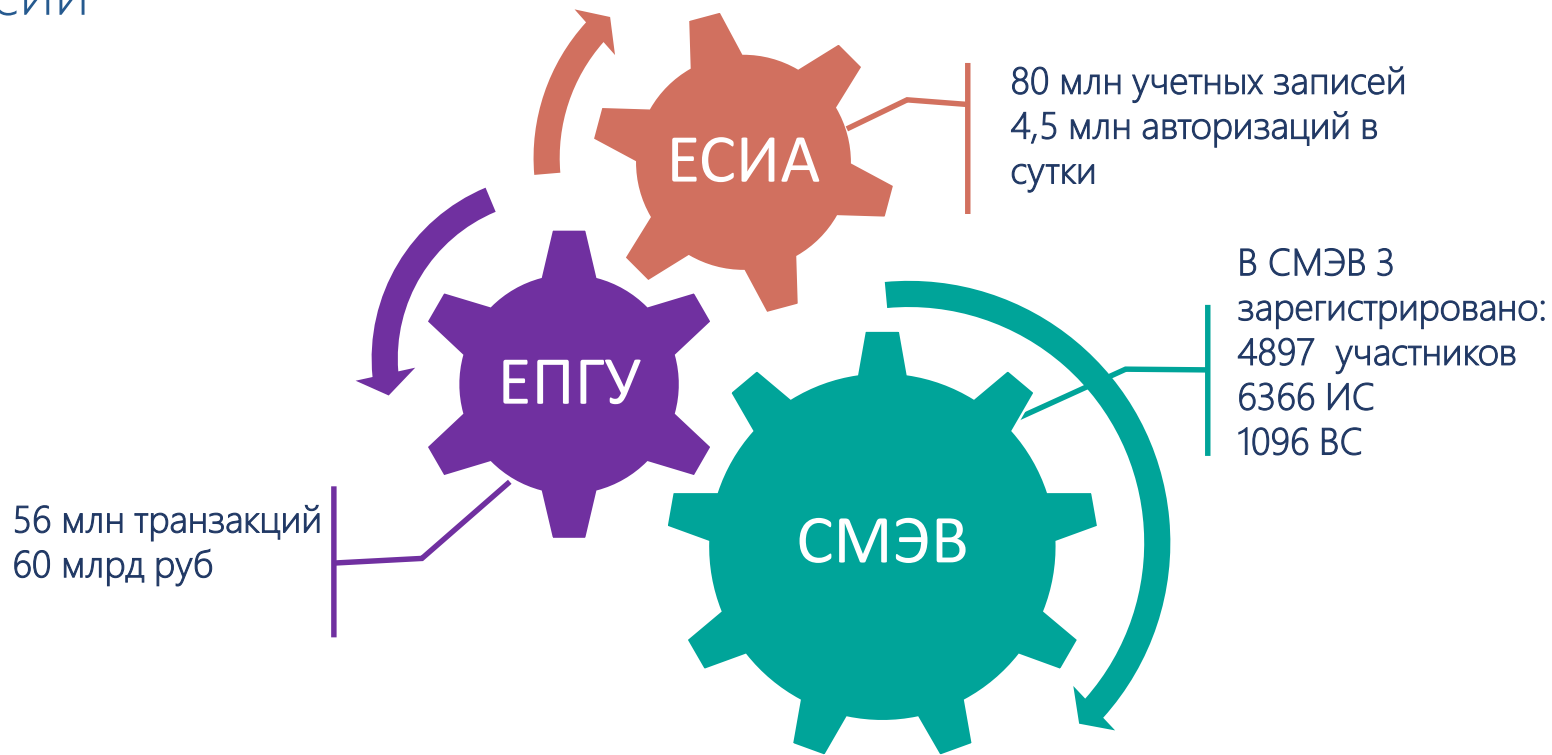 ЕСИА
80 млн учетных записей
4,5 млн авторизаций в
сутки
В СМЭВ 3
зарегистрировано:
4897 участников
6366 ИС
1096 ВС
ЕПГУ
56 млн транзакций
60 млрд руб
СМЭВ